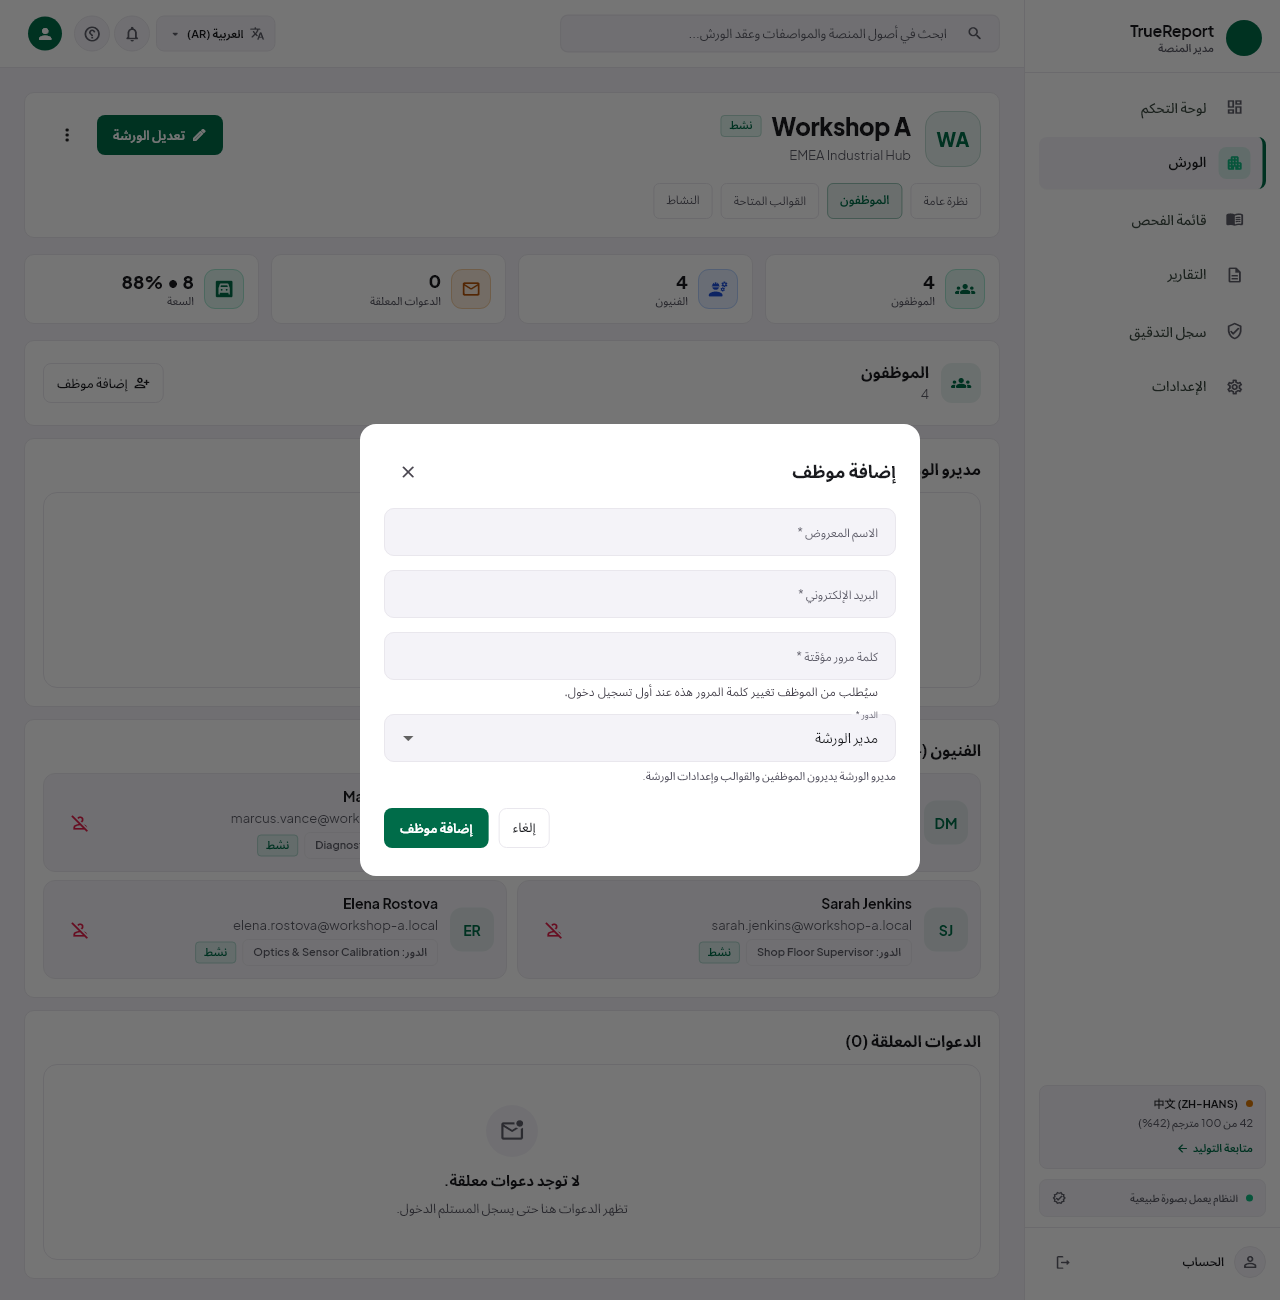 TrueReport
مدير المنصة
لوحة التحكم
الورش
قائمة الفحص
التقارير
سجل التدقيق
الإعدادات
中文 (ZH-HANS)
42 من 100 مترجم (42%)
متابعة التوليد ←
النظام يعمل بصورة طبيعية
الحساب
ابحث في أصول المنصة والمواصفات وعقد الورش...
العربية (AR)
WA
Workshop A
نشط
EMEA Industrial Hub
تعديل الورشة
نظرة عامة
الموظفون
القوالب المتاحة
النشاط
4
الموظفون
4
الفنيون
0
الدعوات المعلقة
8 • 88%
السعة
الموظفون
4
إضافة موظف
مديرو
إضافة موظف
الاسم المعروض *
البريد الإلكتروني *
كلمة مرور مؤقتة *
سيُطلب من الموظف تغيير كلمة المرور هذه عند أول تسجيل دخول.
الدور *
مدير الورشة
مديرو الورشة يديرون الموظفين والقوالب وإعدادات الورشة.
إلغاء
إضافة موظف
الفنيون
DM
marcus.vance@work
نشط
Sarah Jenkins
SJ
sarah.jenkins@workshop-a.local
الدور: Shop Floor Supervisor
نشط
Elena Rostova
ER
elena.rostova@workshop-a.local
الدور: Optics & Sensor Calibration
نشط
الدعوات المعلقة (0)
لا توجد دعوات معلقة.
تظهر الدعوات هنا حتى يسجل المستلم الدخول.